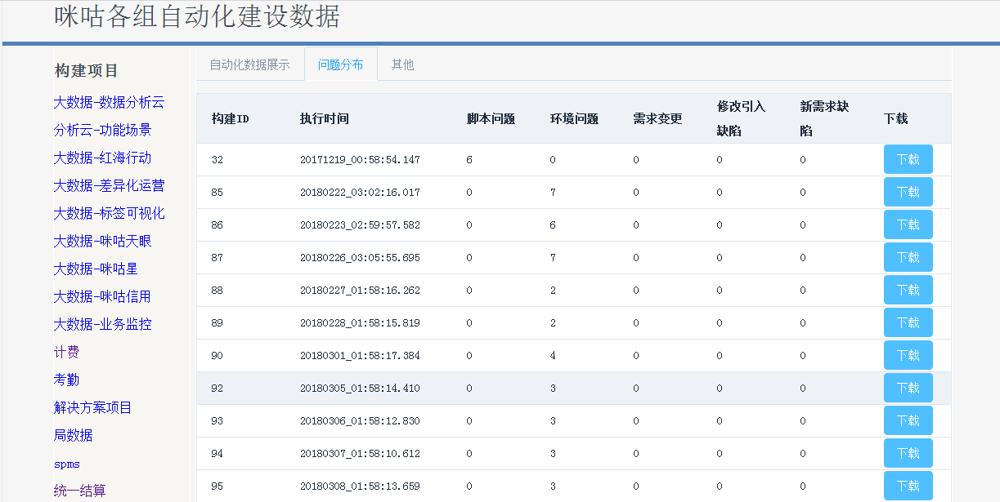 咪咕各组自动化建设数据
构建项目
大数据-数据分析云
分析云-功能场景
大数据-红海行动
大数据-差异化运营
大数据-标签可视化
大数据-咪咕天眼
大数据-咪咕星
大数据-咪咕信用
大数据-业务监控
计费
考勤
解决方案项目
局数据
spms
统一结算
自动化数据展示 问题分布 其他
构建ID 执行时间 脚本问题 环境问题 需求变更 修改引入缺陷 新需求缺陷 下载
32 20171219_00:58:54.147 6 0 0 0 0 下载
85 20180222_03:02:16.017 0 7 0 0 0 下载
86 20180223_02:59:57.582 0 6 0 0 0 下载
87 20180226_03:05:55.695 0 7 0 0 0 下载
88 20180227_01:58:16.262 0 2 0 0 0 下载
89 20180228_01:58:15.819 0 2 0 0 0 下载
90 20180301_01:58:17.384 0 4 0 0 0 下载
92 20180305_01:58:14.410 0 3 0 0 0 下载
93 20180306_01:58:12.830 0 3 0 0 0 下载
94 20180307_01:58:10.612 0 3 0 0 0 下载
95 20180308_01:58:13.659 0 3 0 0 0 下载